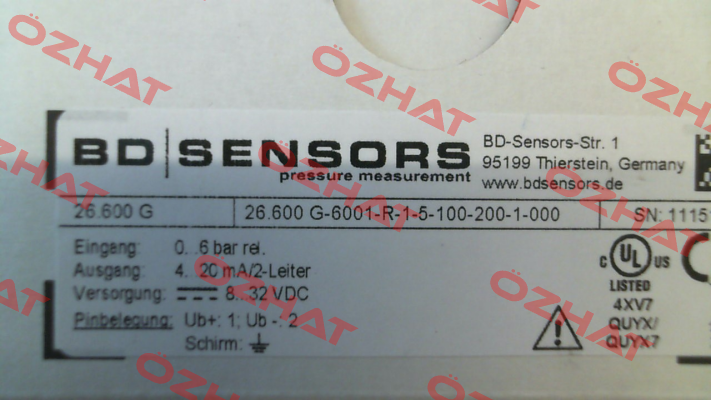 BD|SENSORS
pressure measurement
BD-Sensors-Str. 1
95199 Thierstein, Germany
www.bdsensors.de
26.600 G
26.600 G-6001-R-1-5-100-200-1-000
SN: 1115
Eingang: 0...6 bar rel.
Ausgang: 4...20 mA/2-Leiter
Versorgung: 8...32 VDC
Pinbelegung: Ub+: 1; Ub -: 2
Schirm:
C UL US
LISTED
4XV7
QUYX/
QUYX7
ÖZHAT
ÖZHAT
ÖZHAT
ÖZHAT
ÖZHAT
ÖZHAT
ÖZHAT
ÖZHAT